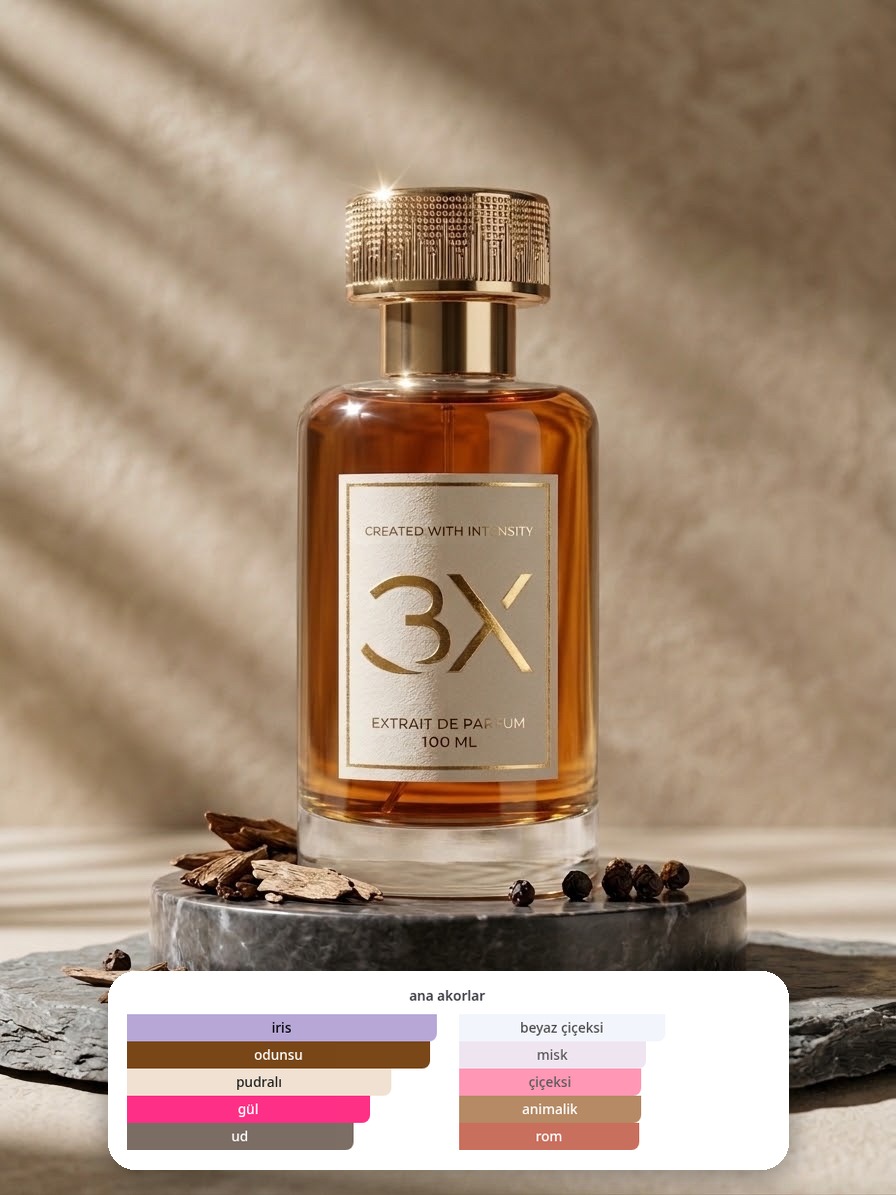 CREATED WITH INTENSITY
3X
EXTRAIT DE PARFUM
100 ML
ana akorlar
iris
odunsu
pudralı
gül
ud
beyaz çiçeksi
misk
çiçeksi
animalik
rom